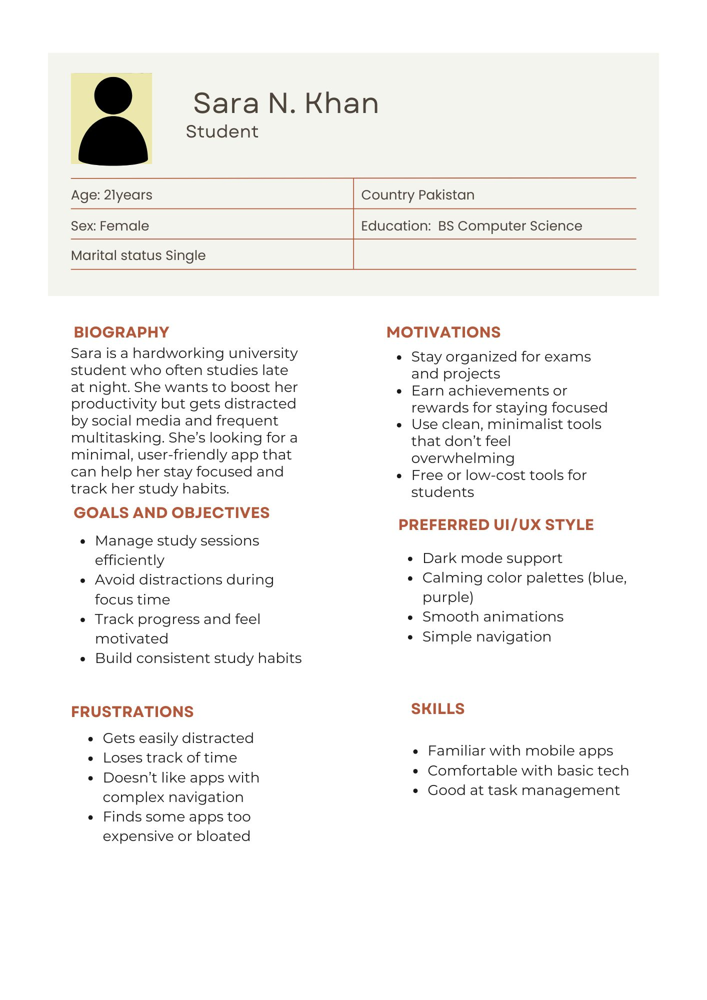 Sara N. Khan
Student
Age: 21years
Country Pakistan
Sex: Female
Education:  BS Computer Science
Marital status Single
BIOGRAPHY
Sara is a hardworking university
student who often studies late
at night. She wants to boost her
productivity but gets distracted
by social media and frequent
multitasking. She’s looking for a
minimal, user-friendly app that
can help her stay focused and
track her study habits.
GOALS AND OBJECTIVES
• Manage study sessions
efficiently
• Avoid distractions during
focus time
• Track progress and feel
motivated
• Build consistent study habits
FRUSTRATIONS
• Gets easily distracted
• Loses track of time
• Doesn’t like apps with
complex navigation
• Finds some apps too
expensive or bloated
MOTIVATIONS
• Stay organized for exams
and projects
• Earn achievements or
rewards for staying focused
• Use clean, minimalist tools
that don’t feel
overwhelming
• Free or low-cost tools for
students
PREFERRED UI/UX STYLE
• Dark mode support
• Calming color palettes (blue,
purple)
• Smooth animations
• Simple navigation
SKILLS
• Familiar with mobile apps
• Comfortable with basic tech
• Good at task management